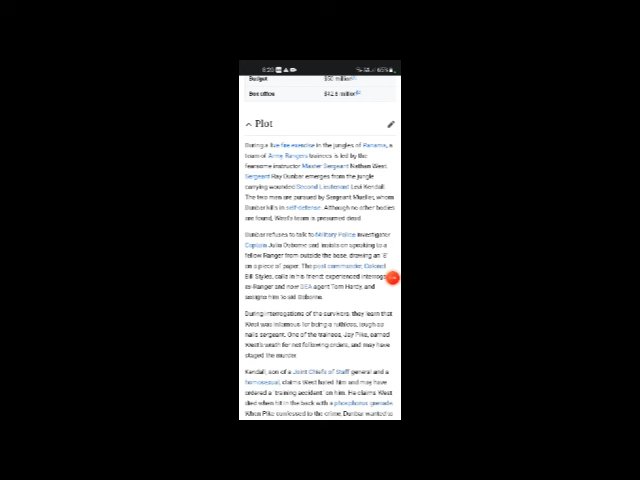 8:20 65%
Budget $50 million
Box office $42.8 million
Plot
During a live fire exercise in the jungles of Panama, a
team of Army Rangers trainees is led by the
fearsome instructor Master Sergeant Nathan West.
Sergeant Ray Dunbar emerges from the jungle
carrying wounded Second Lieutenant Levi Kendall.
The two men are pursued by Sergeant Mueller, whom
Dunbar kills in self-defense. Although no other bodies
are found, West's team is presumed dead.
Dunbar refuses to talk to Military Police investigator
Captain Julia Osborne and insists on speaking to a
fellow Ranger from outside the base, drawing an '8'
on a piece of paper. The post commander, Colonel
Bill Styles, calls in his friend: experienced interroga
ex-Ranger and now DEA agent Tom Hardy, and
assigns him to aid Osborne.
During interrogations of the survivors, they learn that
West was infamous for being a ruthless, tough as
nails sergeant. One of the trainees, Jay Pike, earned
West's wrath for not following orders, and may have
staged the murder.
Kendall, son of a Joint Chiefs of Staff general and a
homosexual, claims West hated him and may have
ordered a 'training accident' on him. He claims West
died when hit in the back with a phosphorus grenade.
When Pike confessed to the crime, Dunbar wanted to